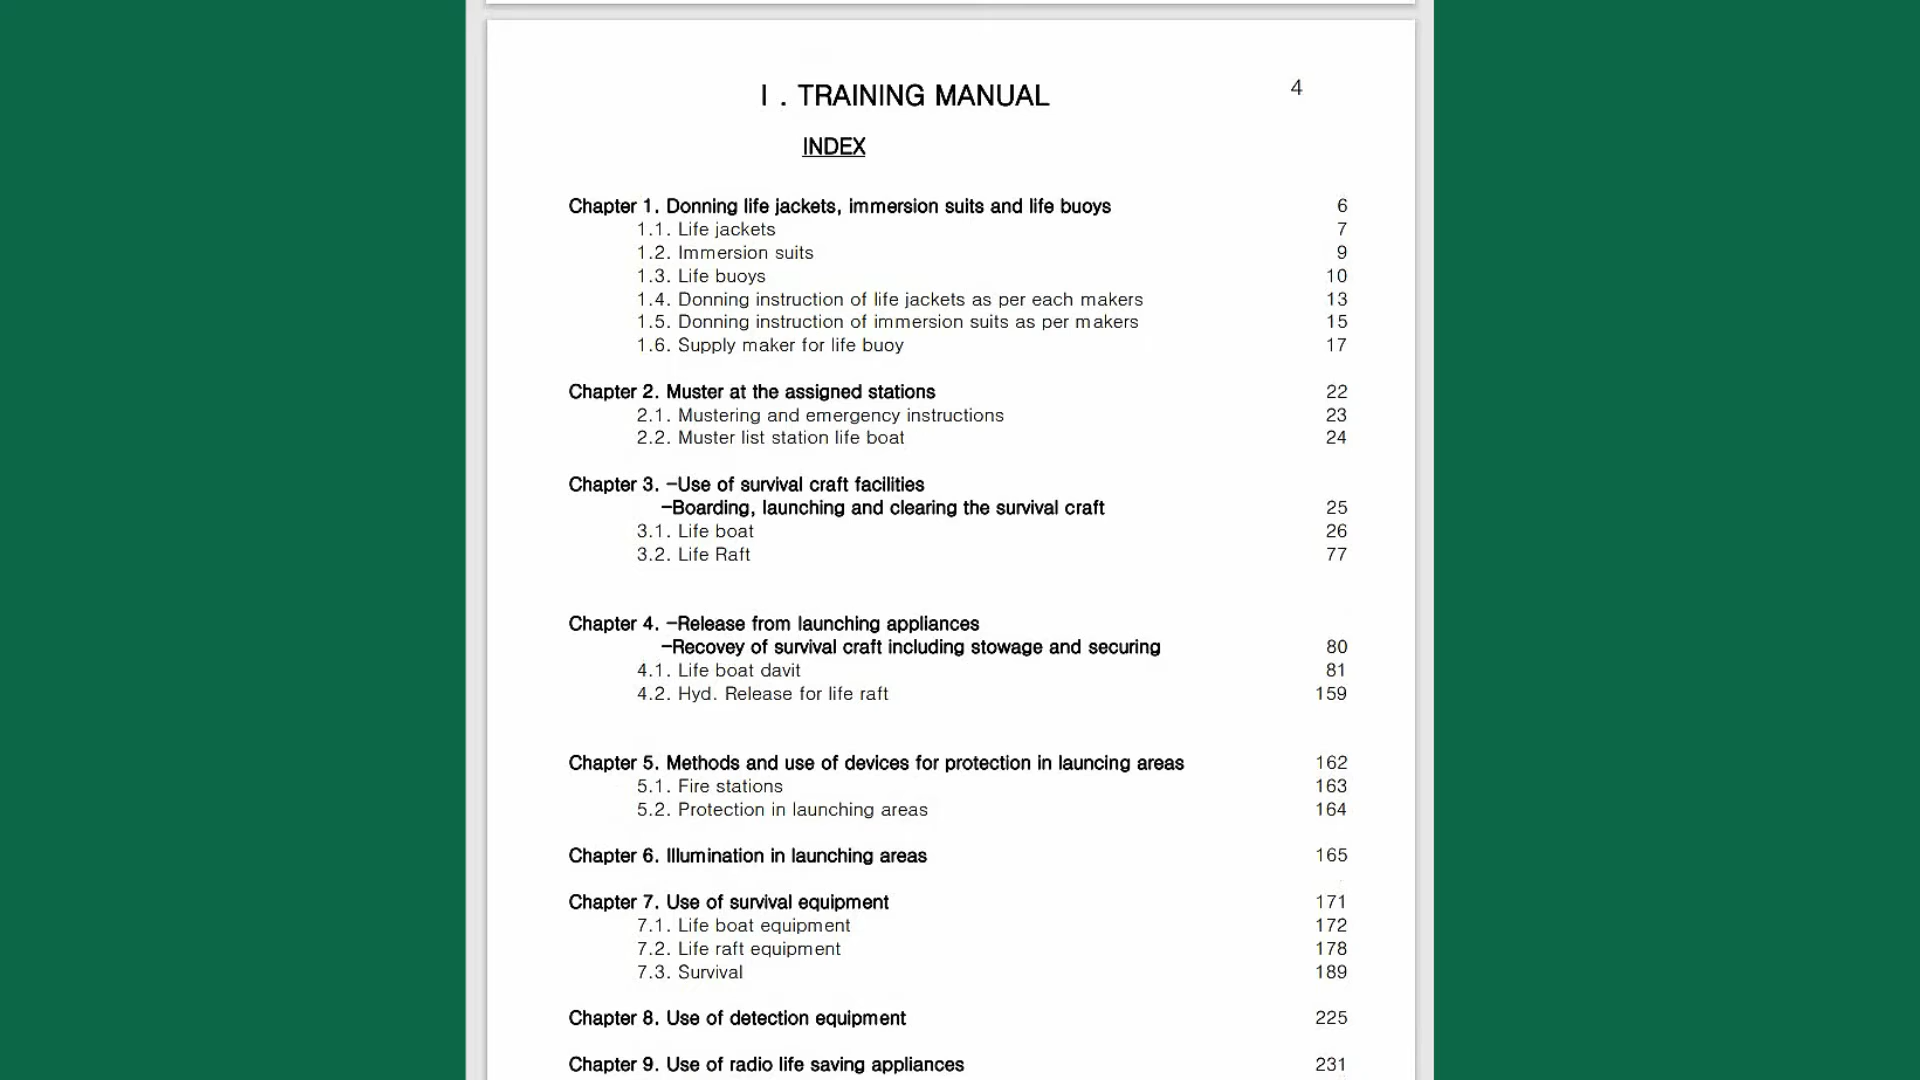 I . TRAINING MANUAL 4
INDEX
Chapter 1. Donning life jackets, immersion suits and life buoys 6
1.1. Life jackets 7
1.2. Immersion suits 9
1.3. Life buoys 10
1.4. Donning instruction of life jackets as per each makers 13
1.5. Donning instruction of immersion suits as per makers 15
1.6. Supply maker for life buoy 17
Chapter 2. Muster at the assigned stations 22
2.1. Mustering and emergency instructions 23
2.2. Muster list station life boat 24
Chapter 3. -Use of survival craft facilities
-Boarding, launching and clearing the survival craft 25
3.1. Life boat 26
3.2. Life Raft 77
Chapter 4. -Release from launching appliances
-Recovey of survival craft including stowage and securing 80
4.1. Life boat davit 81
4.2. Hyd. Release for life raft 159
Chapter 5. Methods and use of devices for protection in launcing areas 162
5.1. Fire stations 163
5.2. Protection in launching areas 164
Chapter 6. Illumination in launching areas 165
Chapter 7. Use of survival equipment 171
7.1. Life boat equipment 172
7.2. Life raft equipment 178
7.3. Survival 189
Chapter 8. Use of detection equipment 225
Chapter 9. Use of radio life saving appliances 231